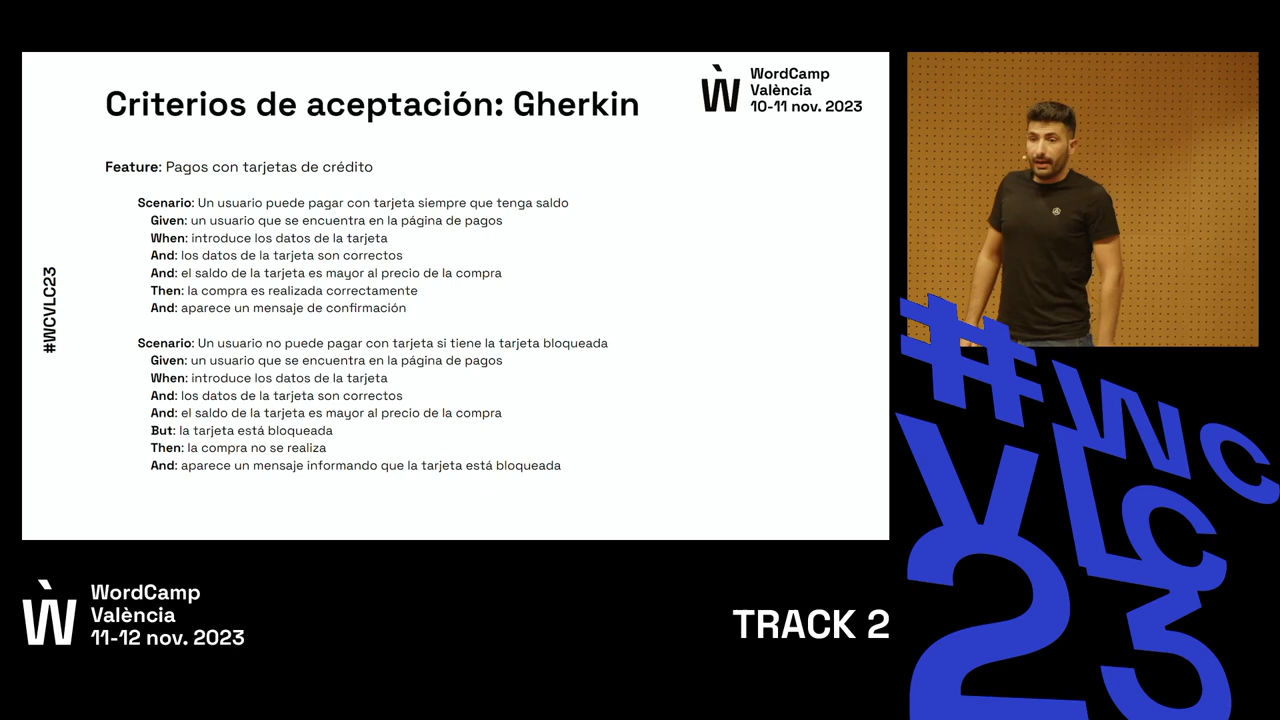 Criterios de aceptación: Gherkin
Ẁ
WordCamp
València
10-11 nov. 2023
Feature: Pagos con tarjetas de crédito
Scenario: Un usuario puede pagar con tarjeta siempre que tenga saldo
Given: un usuario que se encuentra en la página de pagos
When: introduce los datos de la tarjeta
And: los datos de la tarjeta son correctos
And: el saldo de la tarjeta es mayor al precio de la compra
Then: la compra es realizada correctamente
And: aparece un mensaje de confirmación
Scenario: Un usuario no puede pagar con tarjeta si tiene la tarjeta bloqueada
Given: un usuario que se encuentra en la página de pagos
When: introduce los datos de la tarjeta
And: los datos de la tarjeta son correctos
And: el saldo de la tarjeta es mayor al precio de la compra
But: la tarjeta está bloqueada
Then: la compra no se realiza
And: aparece un mensaje informando que la tarjeta está bloqueada
#WCVLC23
Ẁ
WordCamp
València
11-12 nov. 2023
TRACK 2
#WC
VLC
23